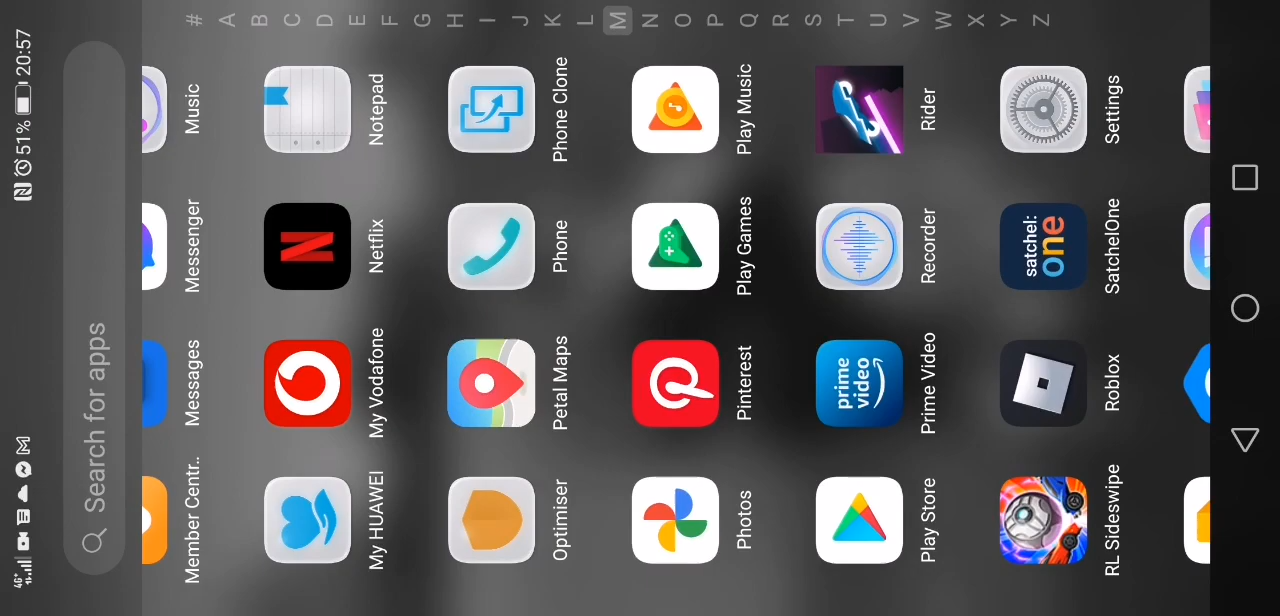 4G+ 51% 20:57
Search for apps
# A B C D E F G H I J K L M N O P Q R S T U V W X Y Z
Member Centr.. Messages Messenger Music
My HUAWEI My Vodafone Netflix Notepad
Optimiser Petal Maps Phone Phone Clone
Photos Pinterest Play Games Play Music
prime video
Play Store Prime Video Recorder Rider
satchel:
one
RL Sideswipe Roblox SatchelOne Settings